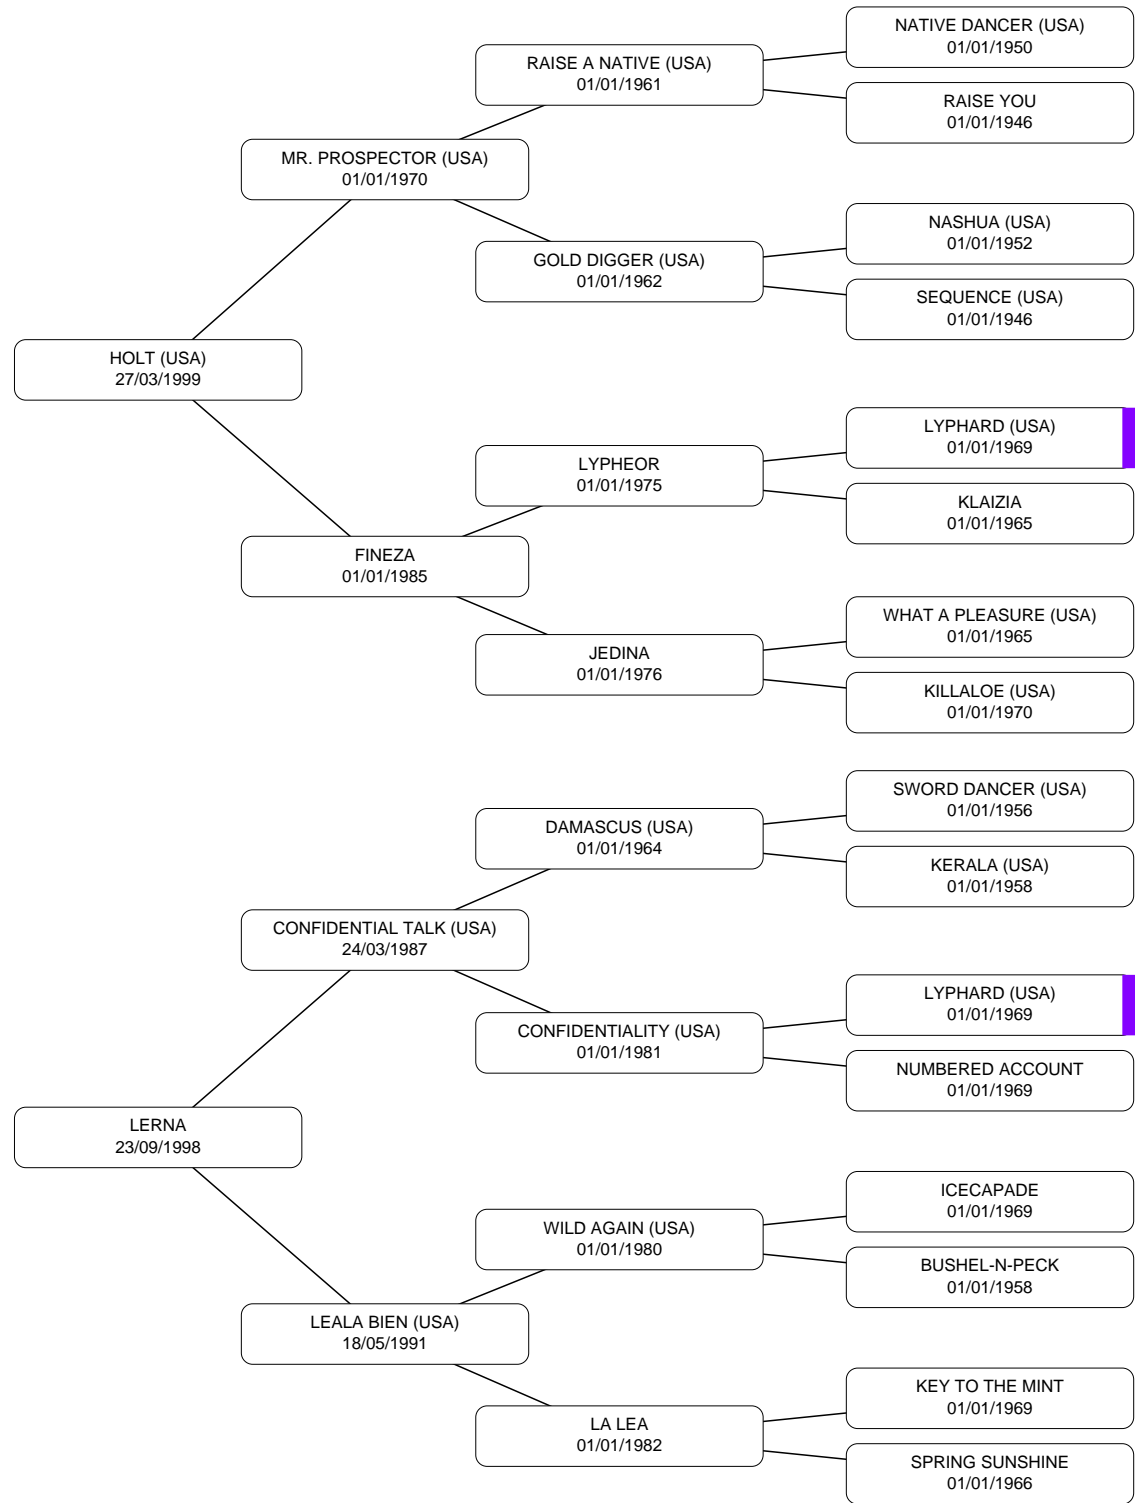 NATIVE DANCER (USA)
01/01/1950
RAISE A NATIVE (USA)
01/01/1961
RAISE YOU
01/01/1946
MR. PROSPECTOR (USA)
01/01/1970
NASHUA (USA)
01/01/1952
GOLD DIGGER (USA)
01/01/1962
SEQUENCE (USA)
01/01/1946
HOLT (USA)
27/03/1999
LYPHARD (USA)
01/01/1969
LYPHEOR
01/01/1975
KLAIZIA
01/01/1965
FINEZA
01/01/1985
WHAT A PLEASURE (USA)
01/01/1965
JEDINA
01/01/1976
KILLALOE (USA)
01/01/1970
SWORD DANCER (USA)
01/01/1956
DAMASCUS (USA)
01/01/1964
KERALA (USA)
01/01/1958
CONFIDENTIAL TALK (USA)
24/03/1987
LYPHARD (USA)
01/01/1969
CONFIDENTIALITY (USA)
01/01/1981
NUMBERED ACCOUNT
01/01/1969
LERNA
23/09/1998
ICECAPADE
01/01/1969
WILD AGAIN (USA)
01/01/1980
BUSHEL-N-PECK
01/01/1958
LEALA BIEN (USA)
18/05/1991
KEY TO THE MINT
01/01/1969
LA LEA
01/01/1982
SPRING SUNSHINE
01/01/1966